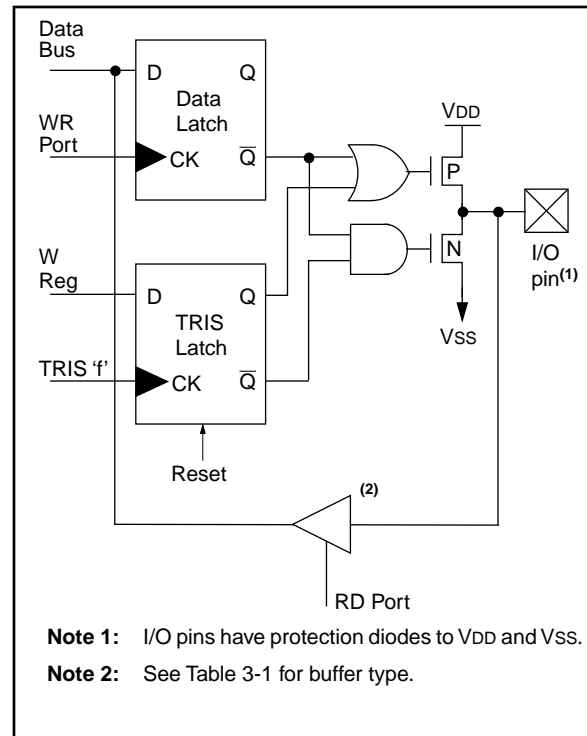 Data
Bus
D
Q
Data
Latch
WR
Port
CK
Q̅
VDD
P
N
I/O
pin(1)
VSS
W
Reg
D
Q
TRIS
Latch
TRIS ‘f’
CK
Q̅
Reset
(2)
RD Port
Note 1: I/O pins have protection diodes to VDD and VSS.
Note 2: See Table 3-1 for buffer type.